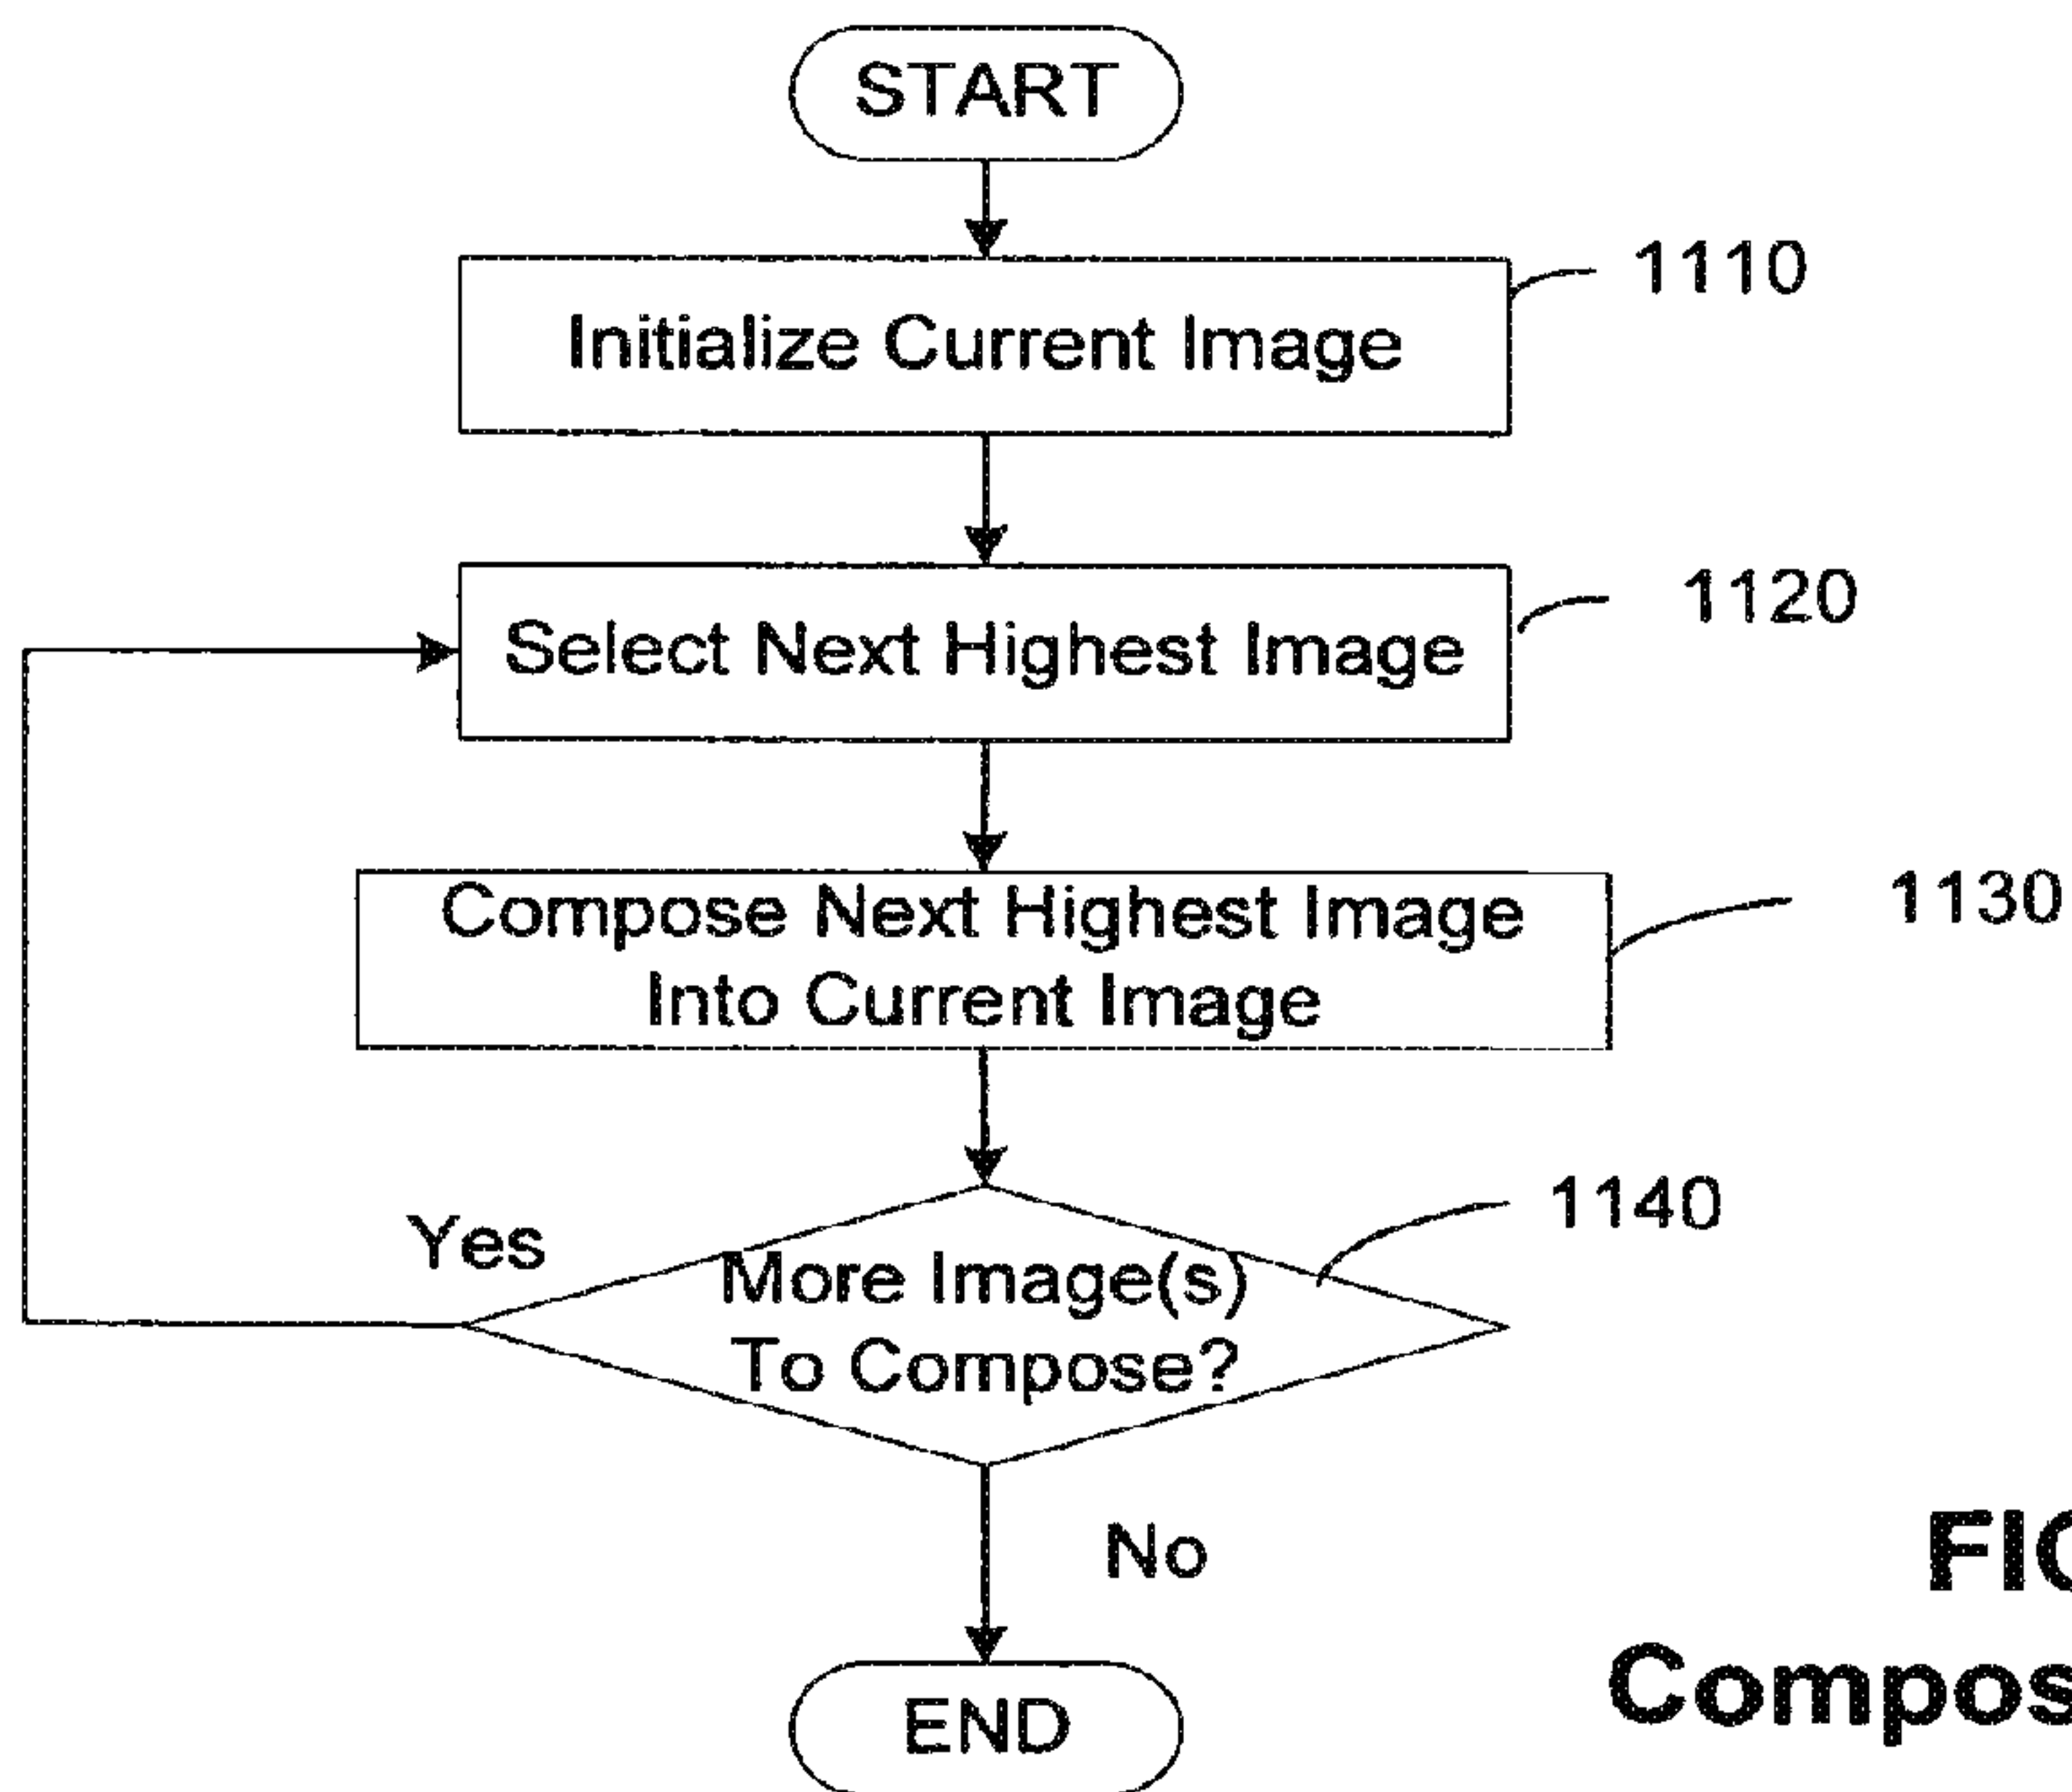 START
Initialize Current Image
1110
Select Next Highest Image
1120
Compose Next Highest Image
Into Current Image
1130
More Image(s)
To Compose?
1140
Yes
No
END